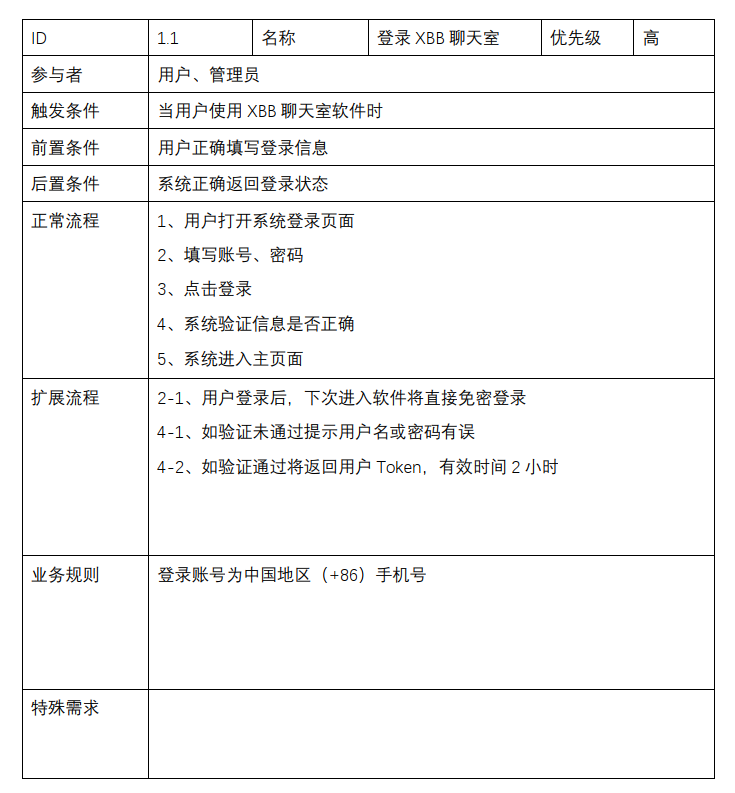 ID 1.1 名称 登录 XBB 聊天室 优先级 高
参与者 用户、管理员
触发条件 当用户使用 XBB 聊天室软件时
前置条件 用户正确填写登录信息
后置条件 系统正确返回登录状态
正常流程 1、用户打开系统登录页面
2、填写账号、密码
3、点击登录
4、系统验证信息是否正确
5、系统进入主页面
扩展流程 2-1、用户登录后，下次进入软件将直接免密登录
4-1、如验证未通过提示用户名或密码有误
4-2、如验证通过将返回用户 Token，有效时间 2 小时
业务规则 登录账号为中国地区（+86）手机号
特殊需求